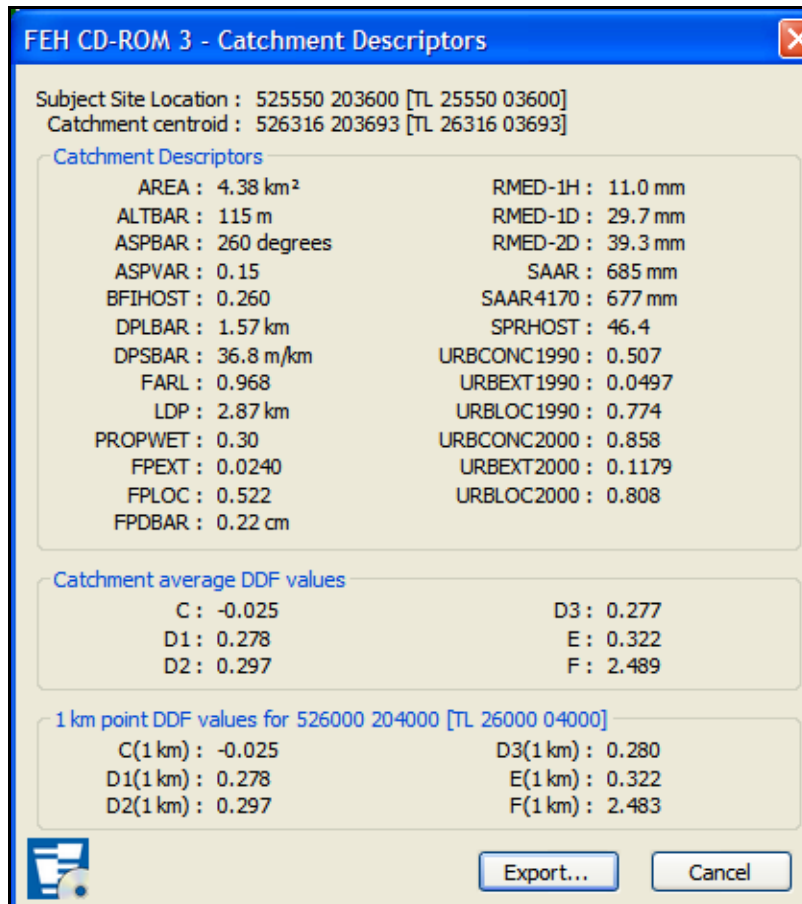 FEH CD-ROM 3 - Catchment Descriptors
Subject Site Location : 525550 203600 [TL 25550 03600]
Catchment centroid : 526316 203693 [TL 26316 03693]
Catchment Descriptors
AREA : 4.38 km² RMED-1H : 11.0 mm
ALTBAR : 115 m RMED-1D : 29.7 mm
ASPBAR : 260 degrees RMED-2D : 39.3 mm
ASPVAR : 0.15 SAAR : 685 mm
BFIHOST : 0.260 SAAR4170 : 677 mm
DPLBAR : 1.57 km SPRHOST : 46.4
DPSBAR : 36.8 m/km URBCONC1990 : 0.507
FARL : 0.968 URBEXT1990 : 0.0497
LDP : 2.87 km URBLOC1990 : 0.774
PROPWET : 0.30 URBCONC2000 : 0.858
FPEXT : 0.0240 URBEXT2000 : 0.1179
FPLOC : 0.522 URBLOC2000 : 0.808
FPDBAR : 0.22 cm
Catchment average DDF values
C : -0.025 D3 : 0.277
D1 : 0.278 E : 0.322
D2 : 0.297 F : 2.489
1 km point DDF values for 526000 204000 [TL 26000 04000]
C(1 km) : -0.025 D3(1 km) : 0.280
D1(1 km) : 0.278 E(1 km) : 0.322
D2(1 km) : 0.297 F(1 km) : 2.483
Export... Cancel